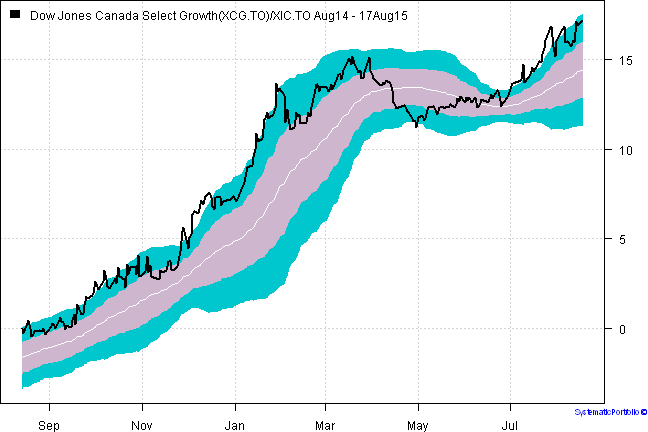 Dow Jones Canada Select Growth(XCG.TO)/XIC.TO Aug14 - 17Aug15
15
10
5
0
Sep Nov Jan Mar May Jul
SystematicPortfolio ©